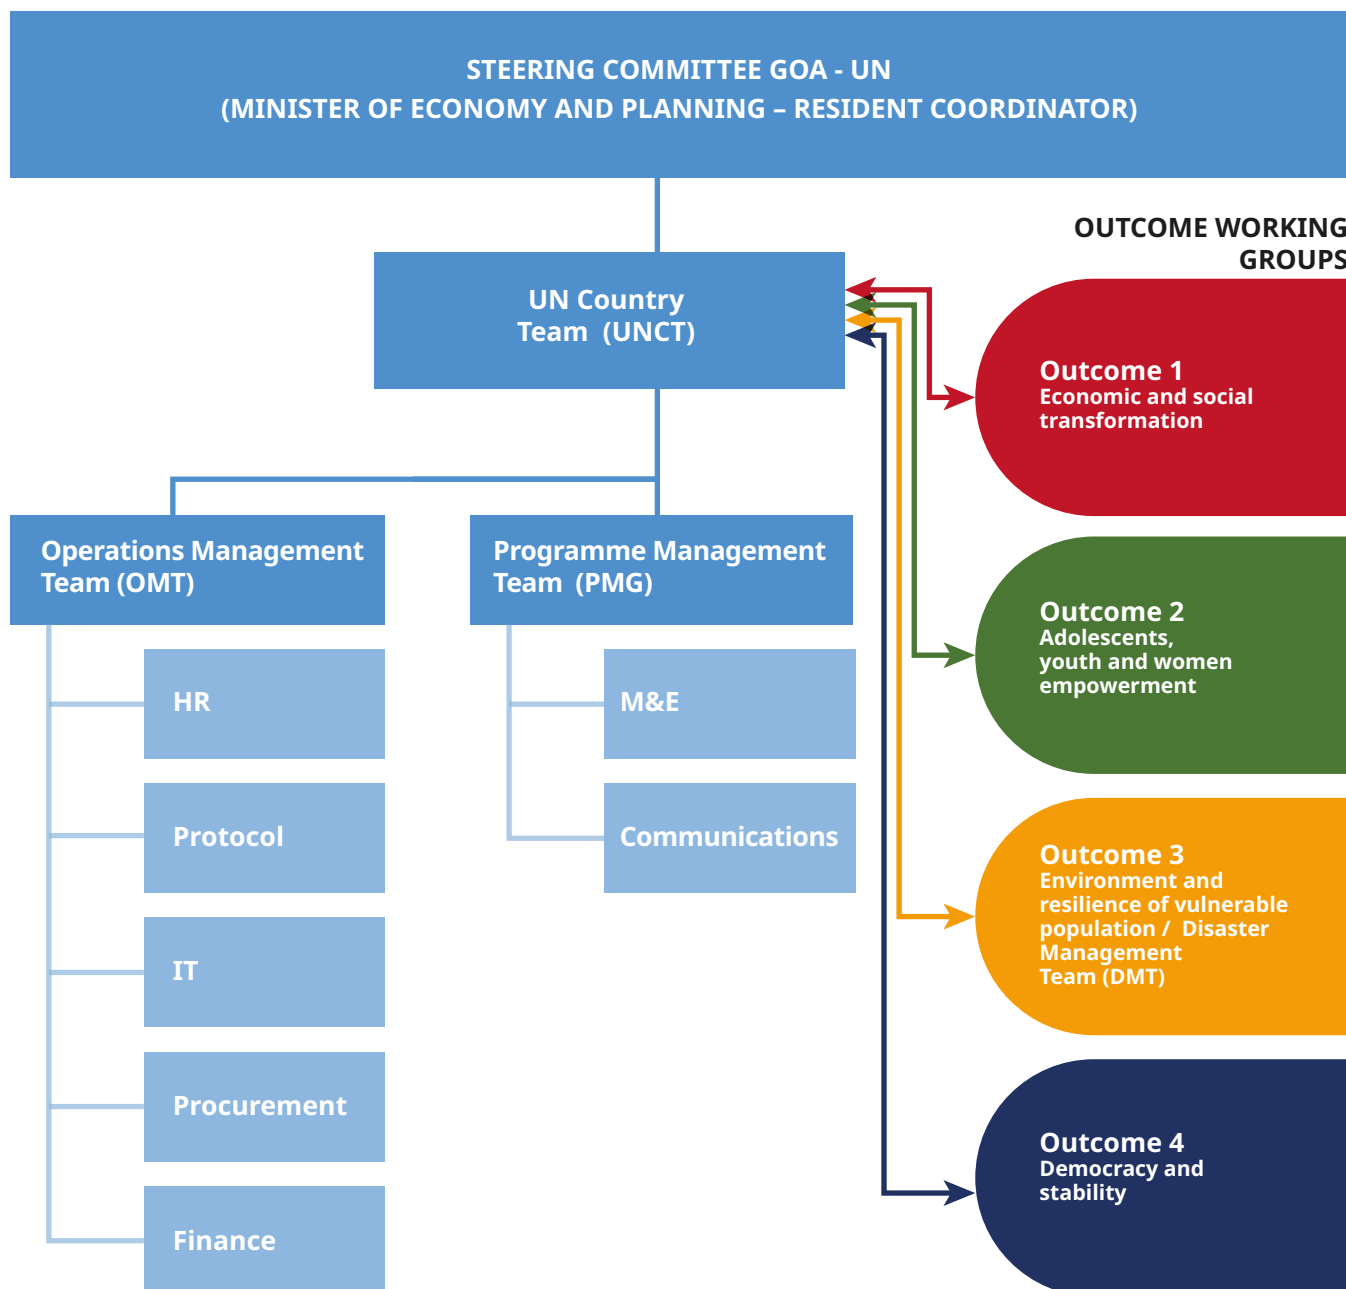 STEERING COMMITTEE GOA - UN
(MINISTER OF ECONOMY AND PLANNING – RESIDENT COORDINATOR)
OUTCOME WORKING
GROUPS
UN Country
Team (UNCT)
Outcome 1
Economic and social
transformation
Operations Management
Team (OMT)
Programme Management
Team (PMG)
Outcome 2
Adolescents,
youth and women
empowerment
HR
M&E
Protocol
Communications
Outcome 3
Environment and
resilience of vulnerable
population / Disaster
Management
Team (DMT)
IT
Procurement
Outcome 4
Democracy and
stability
Finance